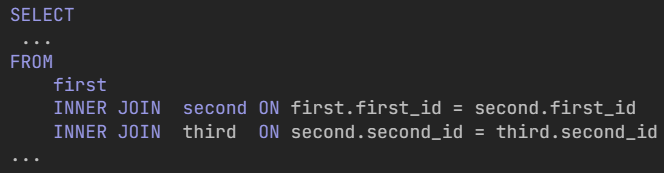 SELECT
...
FROM
first
INNER JOIN  second ON first.first_id = second.first_id
INNER JOIN  third  ON second.second_id = third.second_id
...